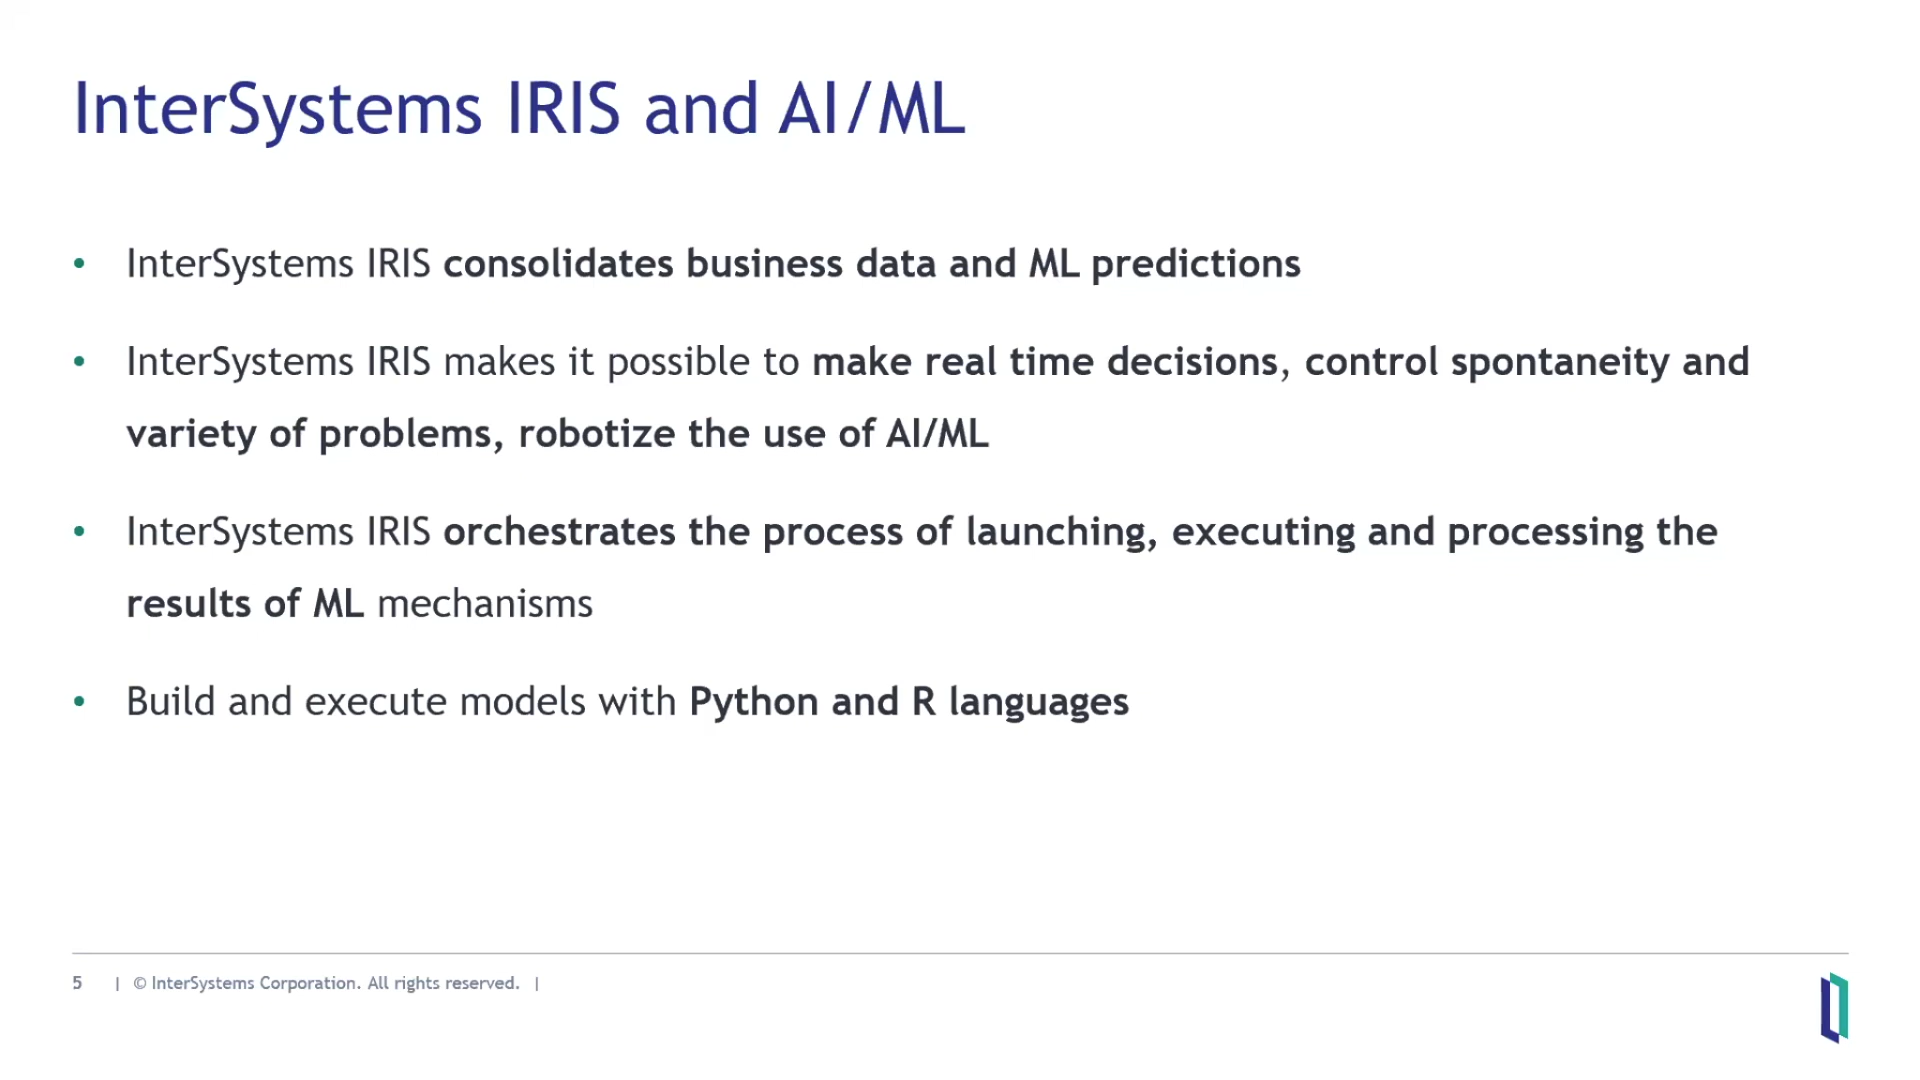 InterSystems IRIS and AI/ML
• InterSystems IRIS consolidates business data and ML predictions
• InterSystems IRIS makes it possible to make real time decisions, control spontaneity and
variety of problems, robotize the use of AI/ML
• InterSystems IRIS orchestrates the process of launching, executing and processing the
results of ML mechanisms
• Build and execute models with Python and R languages
5 | © InterSystems Corporation. All rights reserved. |